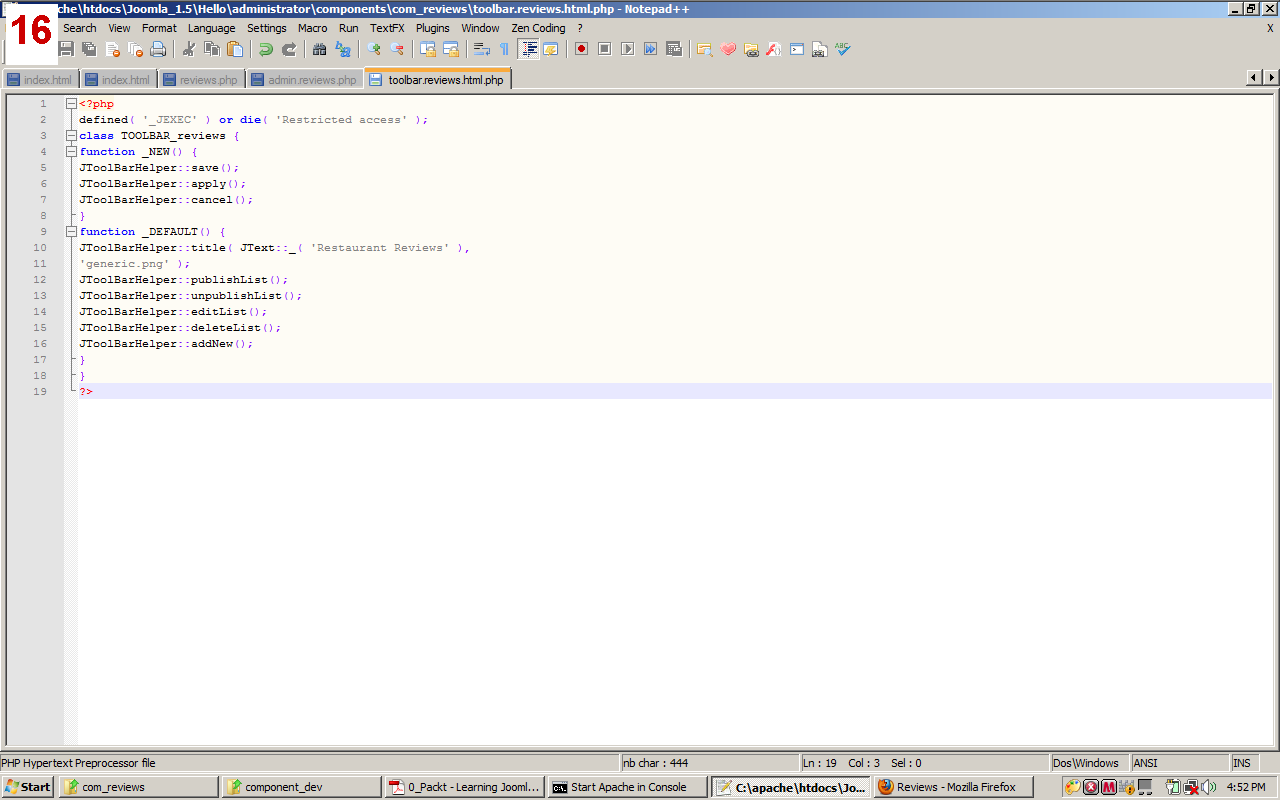 16
apache\htdocs\Joomla_1.5\Hello\administrator\components\com_reviews\toolbar.reviews.html.php - Notepad++
Search View Format Language Settings Macro Run TextFX Plugins Window Zen Coding ? X
index.html index.html reviews.php admin.reviews.php toolbar.reviews.html.php
1 <?php
2 defined( '_JEXEC' ) or die( 'Restricted access' );
3 class TOOLBAR_reviews {
4 function _NEW() {
5 JToolBarHelper::save();
6 JToolBarHelper::apply();
7 JToolBarHelper::cancel();
8 }
9 function _DEFAULT() {
10 JToolBarHelper::title( JText::_( 'Restaurant Reviews' ),
11 'generic.png' );
12 JToolBarHelper::publishList();
13 JToolBarHelper::unpublishList();
14 JToolBarHelper::editList();
15 JToolBarHelper::deleteList();
16 JToolBarHelper::addNew();
17 }
18 }
19 ?>
PHP Hypertext Preprocessor file nb char : 444 Ln : 19 Col : 3 Sel : 0 Dos\Windows ANSI INS
Start com_reviews component_dev 0_Packt - Learning Jooml... Start Apache in Console C:\apache\htdocs\Jo... Reviews - Mozilla Firefox 4:52 PM